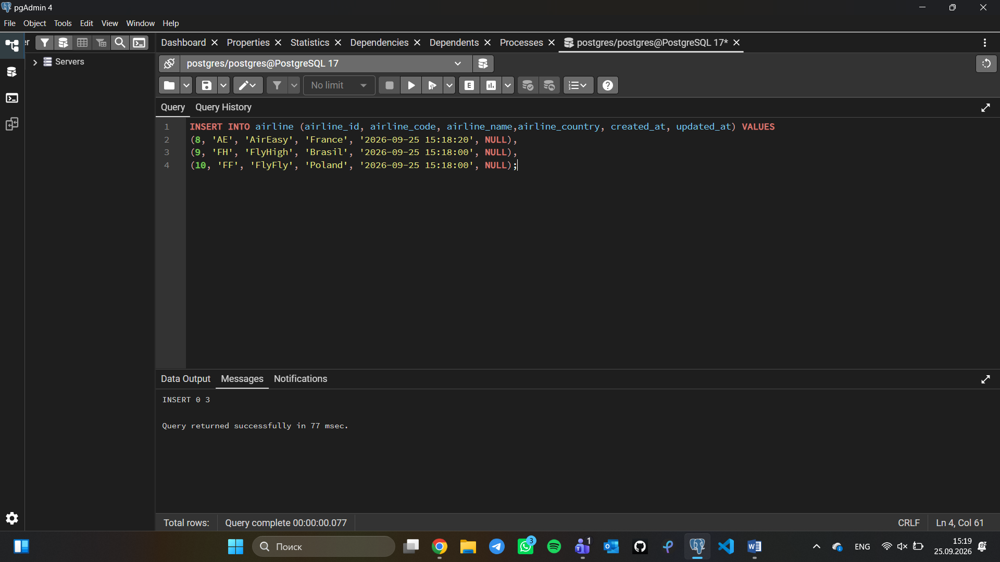 pgAdmin 4
File Object Tools Edit View Window Help
er Dashboard Properties Statistics Dependencies Dependents Processes postgres/postgres@PostgreSQL 17*
Servers
postgres/postgres@PostgreSQL 17
No limit
E
Query Query History
1 INSERT INTO airline (airline_id, airline_code, airline_name,airline_country, created_at, updated_at) VALUES
2 (8, 'AE', 'AirEasy', 'France', '2026-09-25 15:18:20', NULL),
3 (9, 'FH', 'FlyHigh', 'Brasil', '2026-09-25 15:18:00', NULL),
4 (10, 'FF', 'FlyFly', 'Poland', '2026-09-25 15:18:00', NULL);
Data Output Messages Notifications
INSERT 0 3
Query returned successfully in 77 msec.
Total rows: Query complete 00:00:00.077 CRLF Ln 4, Col 61
Поиск 3 1 ENG 15:19
25.09.2026